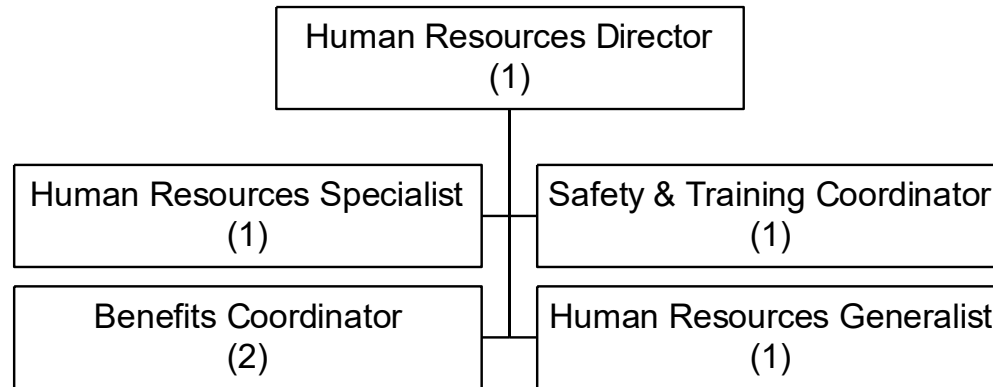 Human Resources Director
(1)
Human Resources Specialist
(1)
Safety & Training Coordinator
(1)
Benefits Coordinator
(2)
Human Resources Generalist
(1)